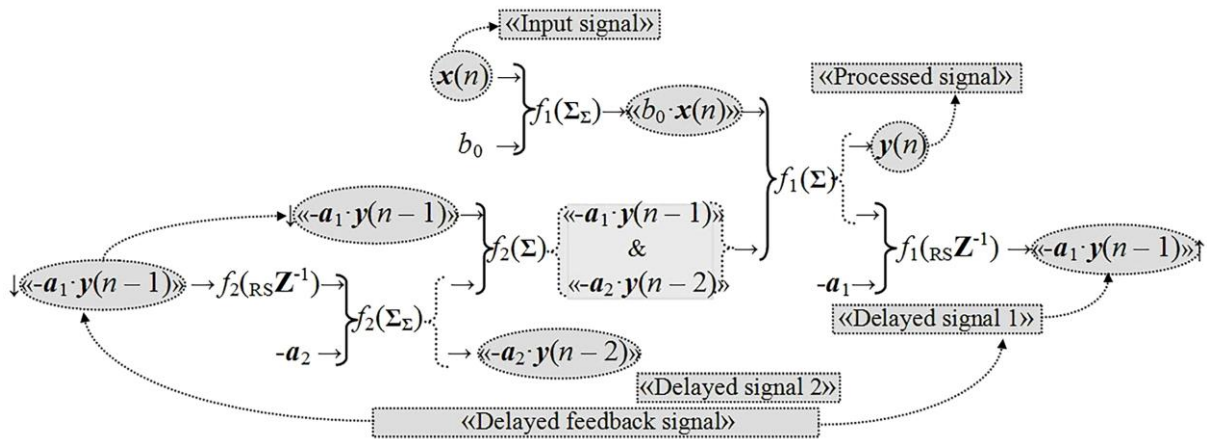 «Input signal»
x(n) →
f₁(Σ_Σ) → «b₀·x(n)» →
b₀ →
«Processed signal»
→ y(n)
f₁(Σ)
↓ «-a₁·y(n – 1)» →
f₂(Σ)
«-a₁·y(n – 1)»
&
«-a₂·y(n – 2)»
→
→
f₁(RSZ⁻¹) → «-a₁·y(n – 1)» ↑
-a₁ →
↓ «-a₁·y(n – 1)» → f₂(RSZ⁻¹) →
f₂(Σ_Σ)
→
-a₂ →
→ «-a₂·y(n – 2)»
«Delayed signal 1»
«Delayed signal 2»
«Delayed feedback signal»